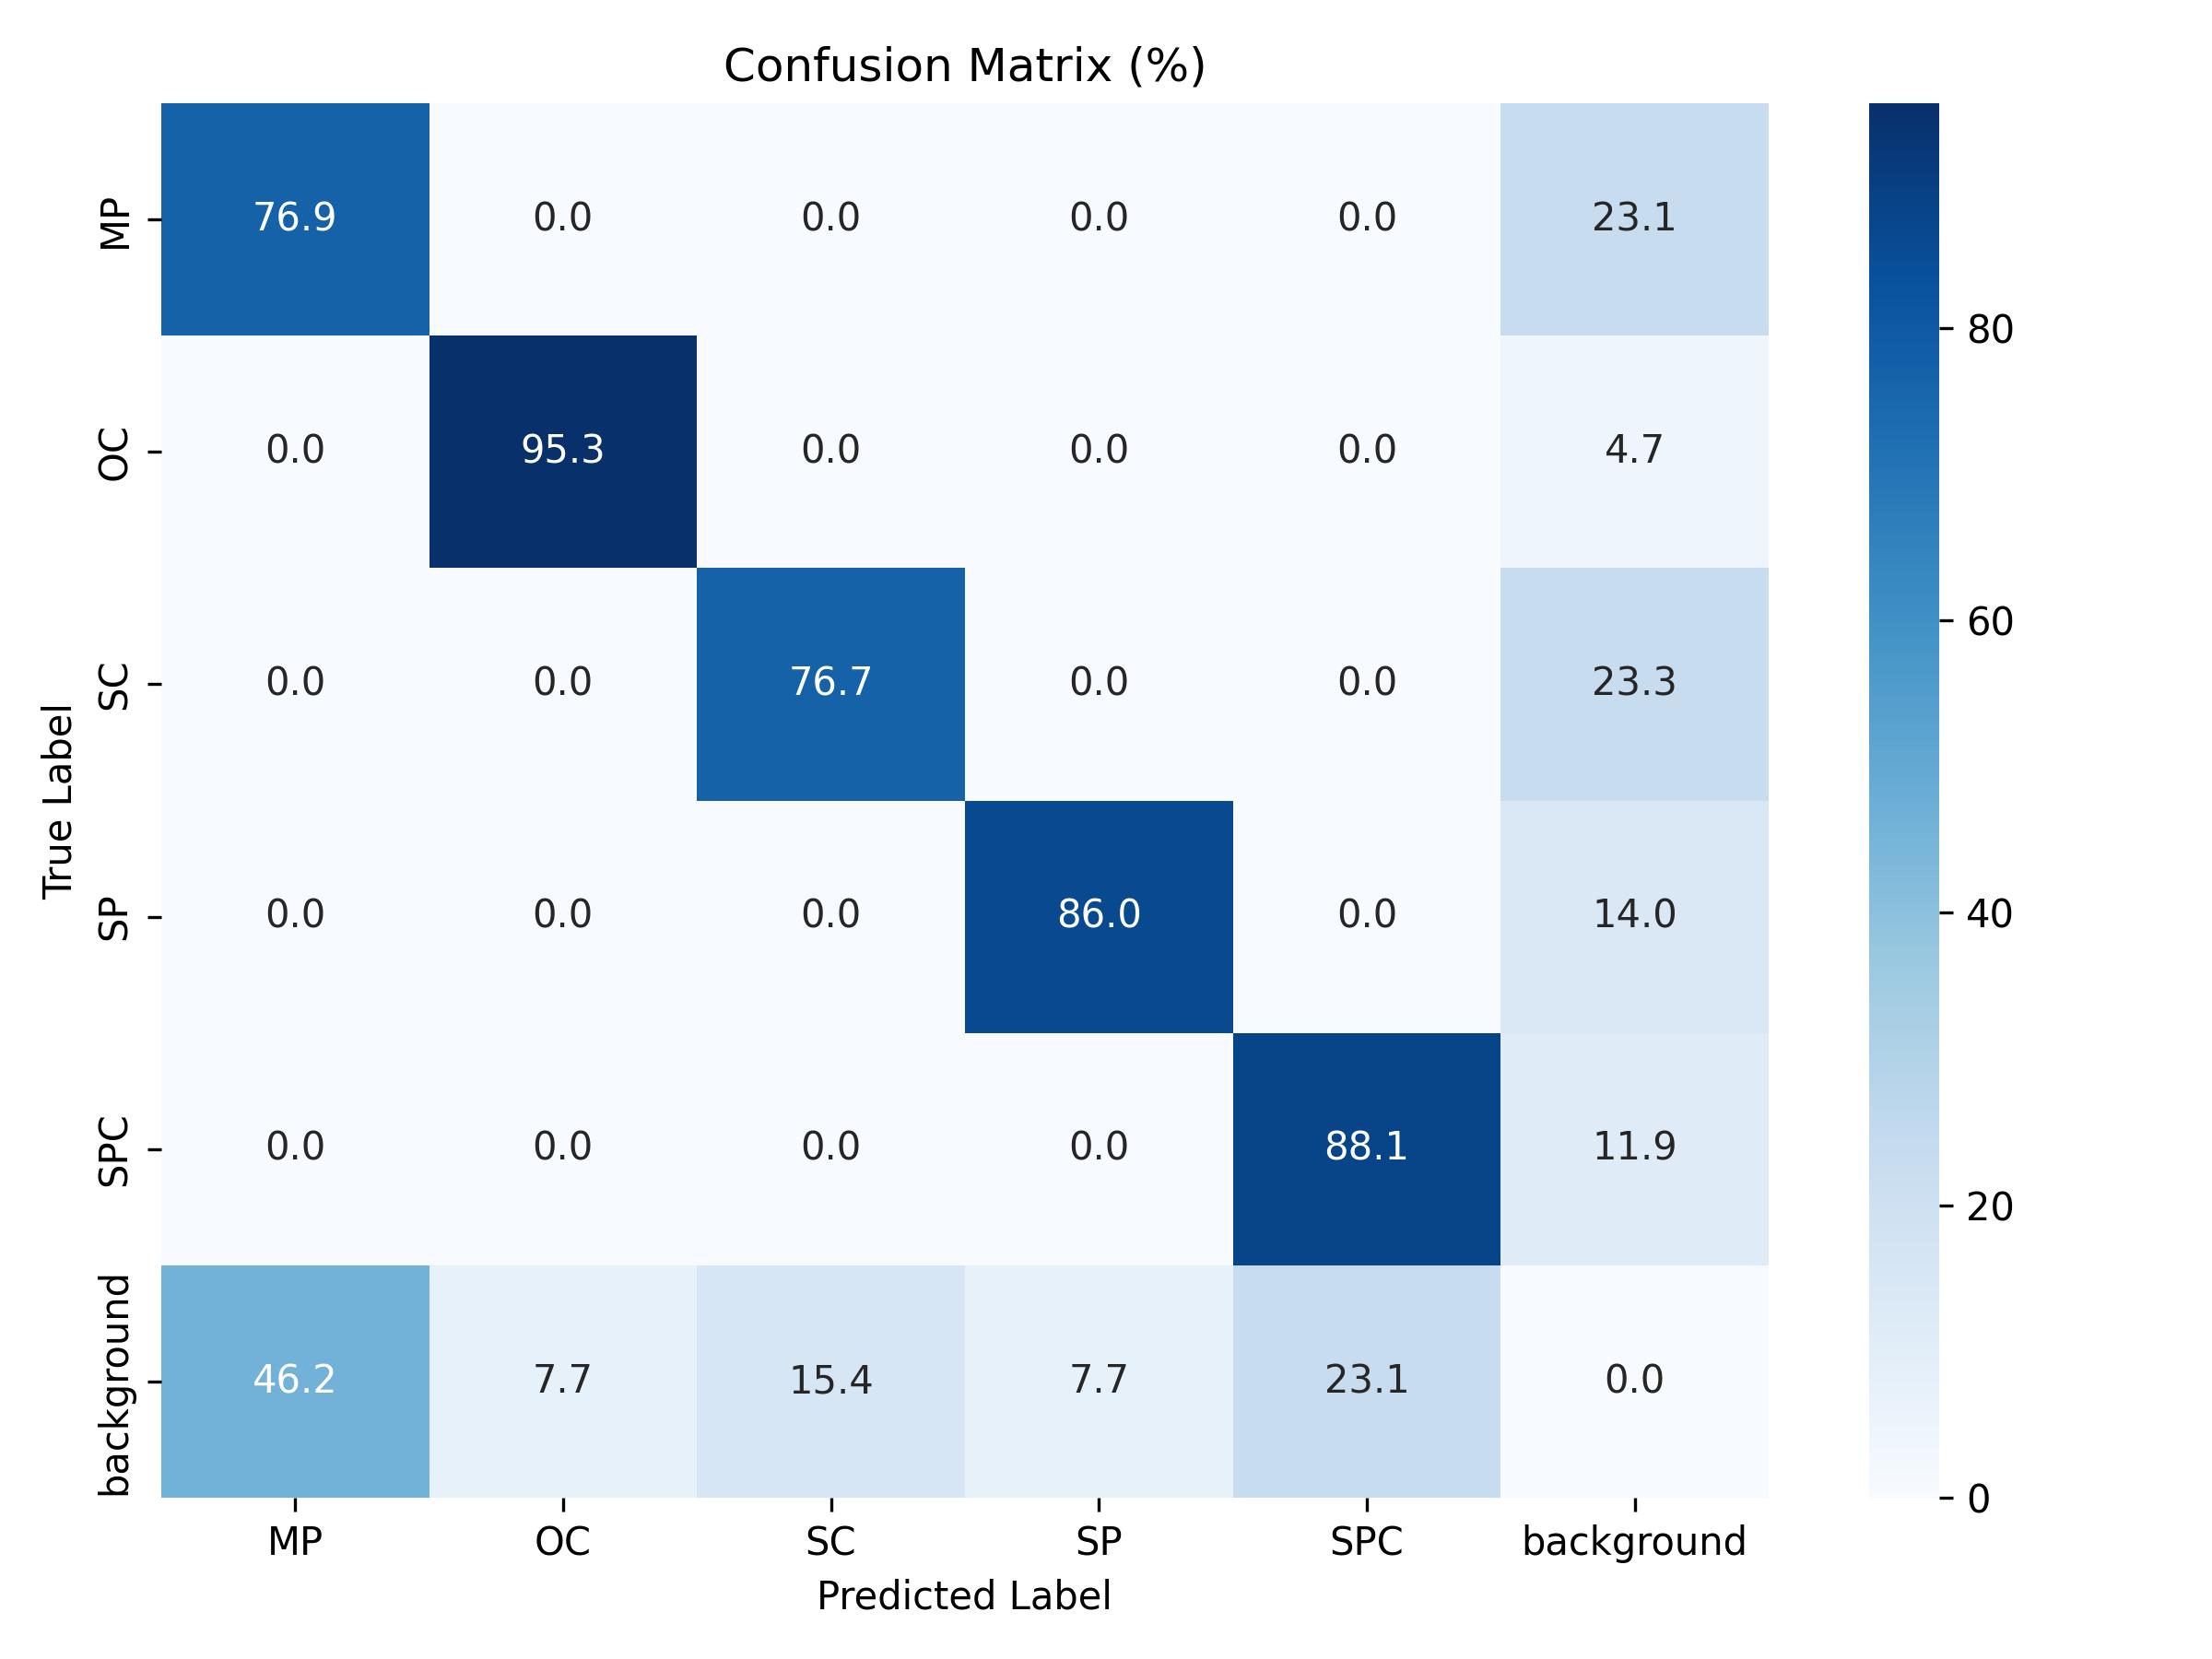 Confusion Matrix (%)
MP 76.9 0.0 0.0 0.0 0.0 23.1
OC 0.0 95.3 0.0 0.0 0.0 4.7
SC 0.0 0.0 76.7 0.0 0.0 23.3
SP 0.0 0.0 0.0 86.0 0.0 14.0
SPC 0.0 0.0 0.0 0.0 88.1 11.9
background 46.2 7.7 15.4 7.7 23.1 0.0
MP OC SC SP SPC background
Predicted Label
True Label
80
60
40
20
0